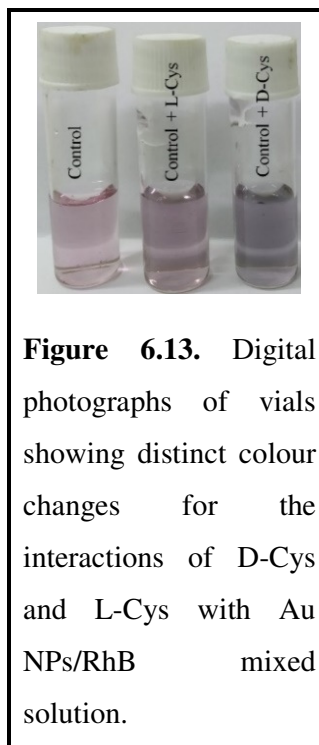 Control
Control + L-Cys
Control + D-Cys
Figure 6.13. Digital
photographs of vials
showing distinct colour
changes for the
interactions of D-Cys
and L-Cys with Au
NPs/RhB mixed
solution.